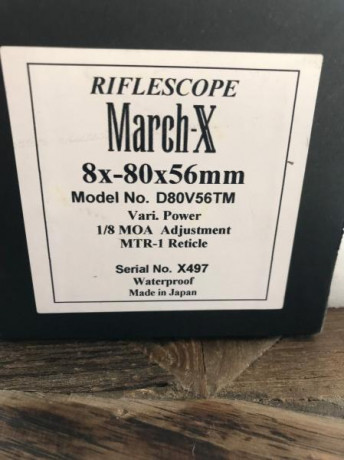 RIFLESCOPE
March-X
8x-80x56mm
Model No. D80V56TM
Vari. Power
1/8 MOA Adjustment
MTR-1 Reticle
Serial No. X497
Waterproof
Made in Japan